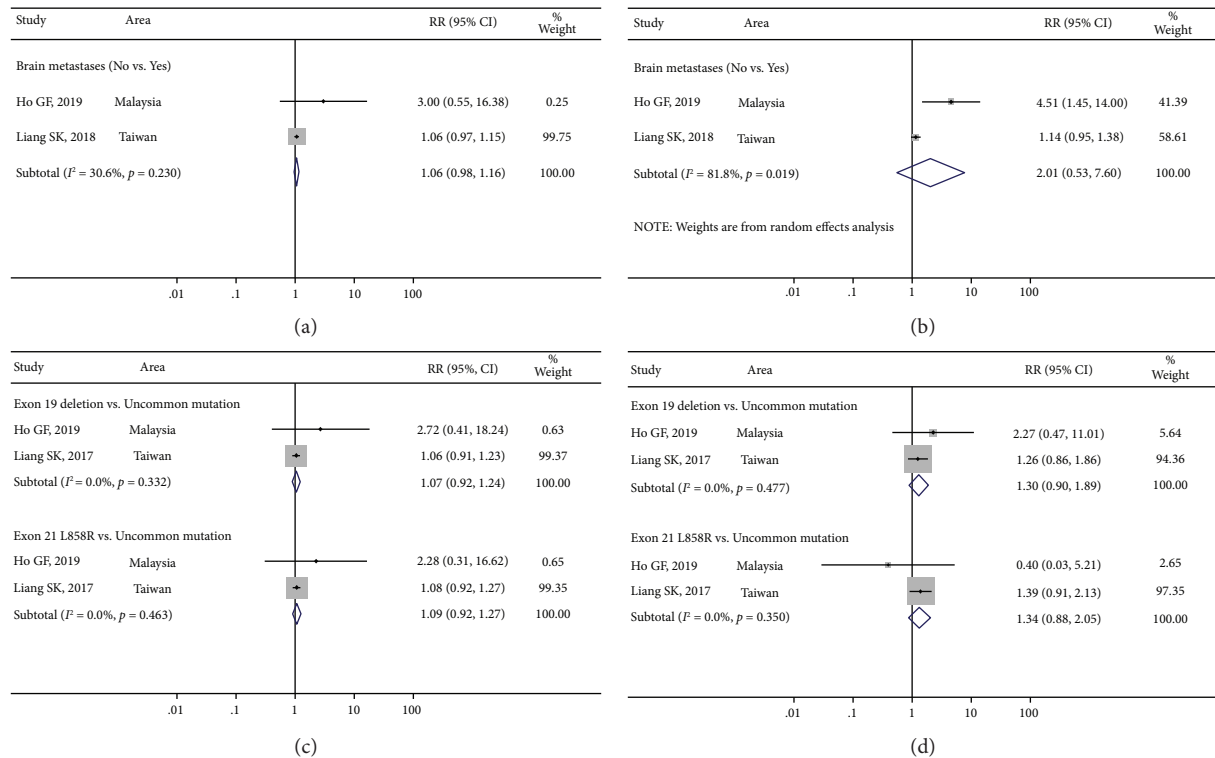 Study Area RR (95% CI) % Weight
Brain metastases (No vs. Yes)
Ho GF, 2019 Malaysia 3.00 (0.55, 16.38) 0.25
Liang SK, 2018 Taiwan 1.06 (0.97, 1.15) 99.75
Subtotal (I² = 30.6%, p = 0.230) 1.06 (0.98, 1.16) 100.00
.01 .1 1 10 100
(a)
Study Area RR (95% CI) % Weight
Brain metastases (No vs. Yes)
Ho GF, 2019 Malaysia 4.51 (1.45, 14.00) 41.39
Liang SK, 2018 Taiwan 1.14 (0.95, 1.38) 58.61
Subtotal (I² = 81.8%, p = 0.019) 2.01 (0.53, 7.60) 100.00
NOTE: Weights are from random effects analysis
.01 .1 1 10 100
(b)
Study Area RR (95%, CI) % Weight
Exon 19 deletion vs. Uncommon mutation
Ho GF, 2019 Malaysia 2.72 (0.41, 18.24) 0.63
Liang SK, 2017 Taiwan 1.06 (0.91, 1.23) 99.37
Subtotal (I² = 0.0%, p = 0.332) 1.07 (0.92, 1.24) 100.00
Exon 21 L858R vs. Uncommon mutation
Ho GF, 2019 Malaysia 2.28 (0.31, 16.62) 0.65
Liang SK, 2017 Taiwan 1.08 (0.92, 1.27) 99.35
Subtotal (I² = 0.0%, p = 0.463) 1.09 (0.92, 1.27) 100.00
.01 .1 1 10 100
(c)
Study Area RR (95% CI) % Weight
Exon 19 deletion vs. Uncommon mutation
Ho GF, 2019 Malaysia 2.27 (0.47, 11.01) 5.64
Liang SK, 2017 Taiwan 1.26 (0.86, 1.86) 94.36
Subtotal (I² = 0.0%, p = 0.477) 1.30 (0.90, 1.89) 100.00
Exon 21 L858R vs. Uncommon mutation
Ho GF, 2019 Malaysia 0.40 (0.03, 5.21) 2.65
Liang SK, 2017 Taiwan 1.39 (0.91, 2.13) 97.35
Subtotal (I² = 0.0%, p = 0.350) 1.34 (0.88, 2.05) 100.00
.01 .1 1 10 100
(d)